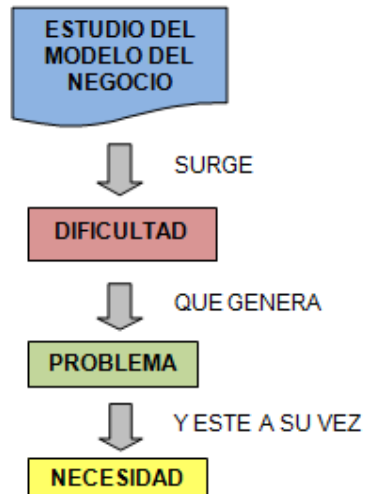 ESTUDIO DEL
MODELO DEL
NEGOCIO
SURGE
DIFICULTAD
QUE GENERA
PROBLEMA
Y ESTE A SU VEZ
NECESIDAD